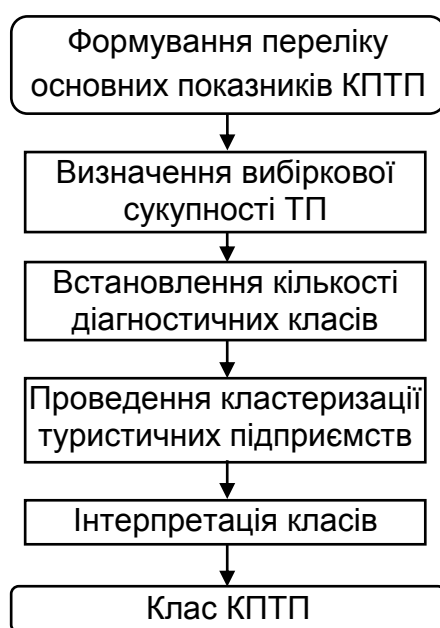 Формування переліку
основних показників КПТП
Визначення вибіркової
сукупності ТП
Встановлення кількості
діагностичних класів
Проведення кластеризації
туристичних підприємств
Інтерпретація класів
Клас КПТП